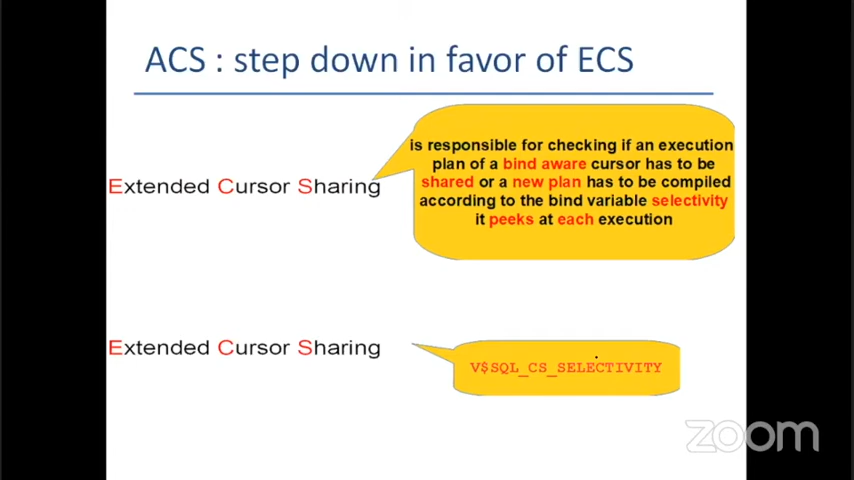 ACS : step down in favor of ECS
is responsible for checking if an execution
plan of a bind aware cursor has to be
shared or a new plan has to be compiled
according to the bind variable selectivity
it peeks at each execution
Extended Cursor Sharing
Extended Cursor Sharing
V$SQL_CS_SELECTIVITY
zoom